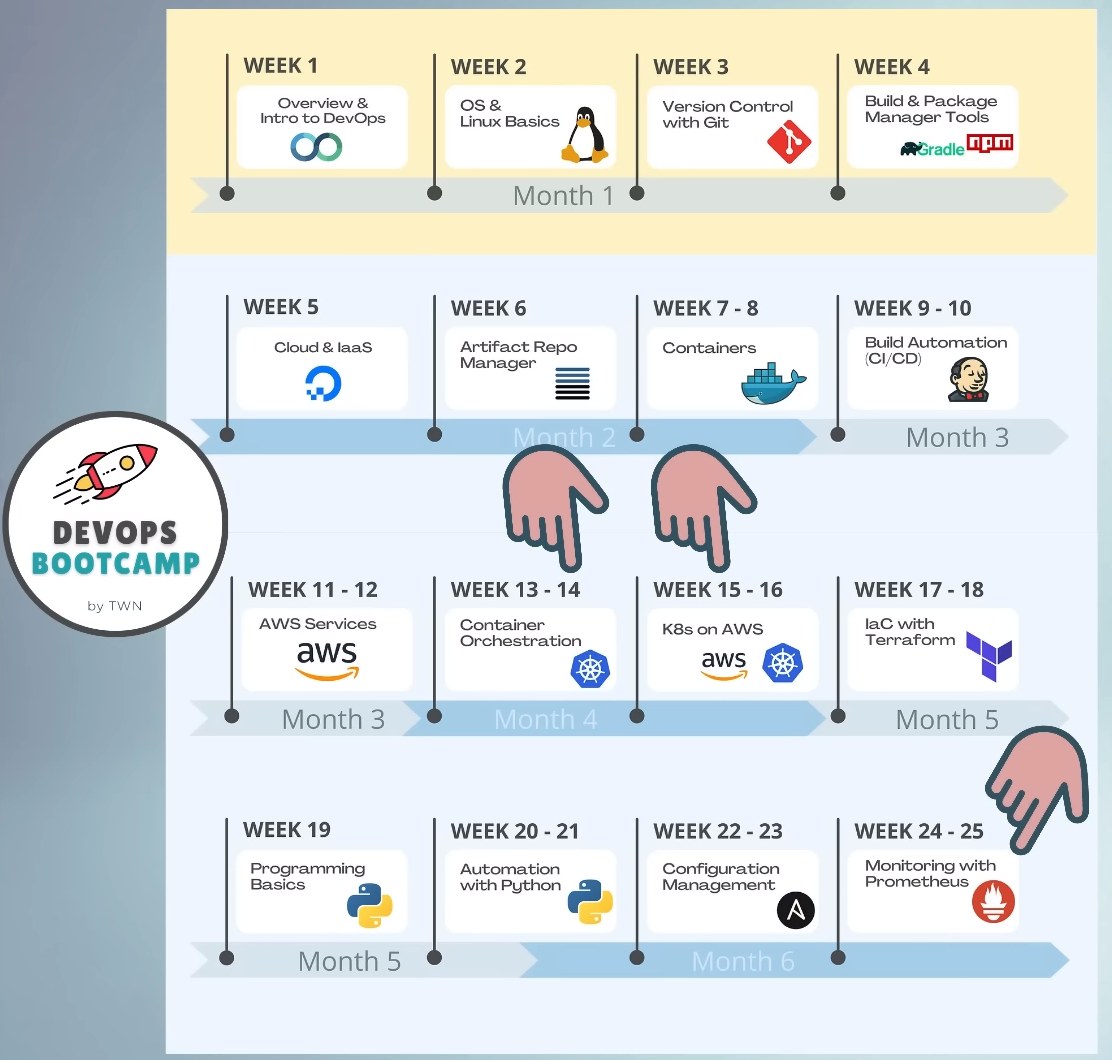 WEEK 1
Overview &
Intro to DevOps
WEEK 2
OS &
Linux Basics
WEEK 3
Version Control
with Git
WEEK 4
Build & Package
Manager Tools
Gradle
npm
Month 1
WEEK 5
Cloud & IaaS
WEEK 6
Artifact Repo
Manager
WEEK 7 - 8
Containers
WEEK 9 - 10
Build Automation
(CI/CD)
Month 2
Month 3
DEVOPS
BOOTCAMP
by TWN
WEEK 11 - 12
AWS Services
aws
WEEK 13 - 14
Container
Orchestration
WEEK 15 - 16
K8s on AWS
aws
WEEK 17 - 18
IaC with
Terraform
Month 3
Month 4
Month 5
WEEK 19
Programming
Basics
WEEK 20 - 21
Automation
with Python
WEEK 22 - 23
Configuration
Management
A
WEEK 24 - 25
Monitoring with
Prometheus
Month 5
Month 6